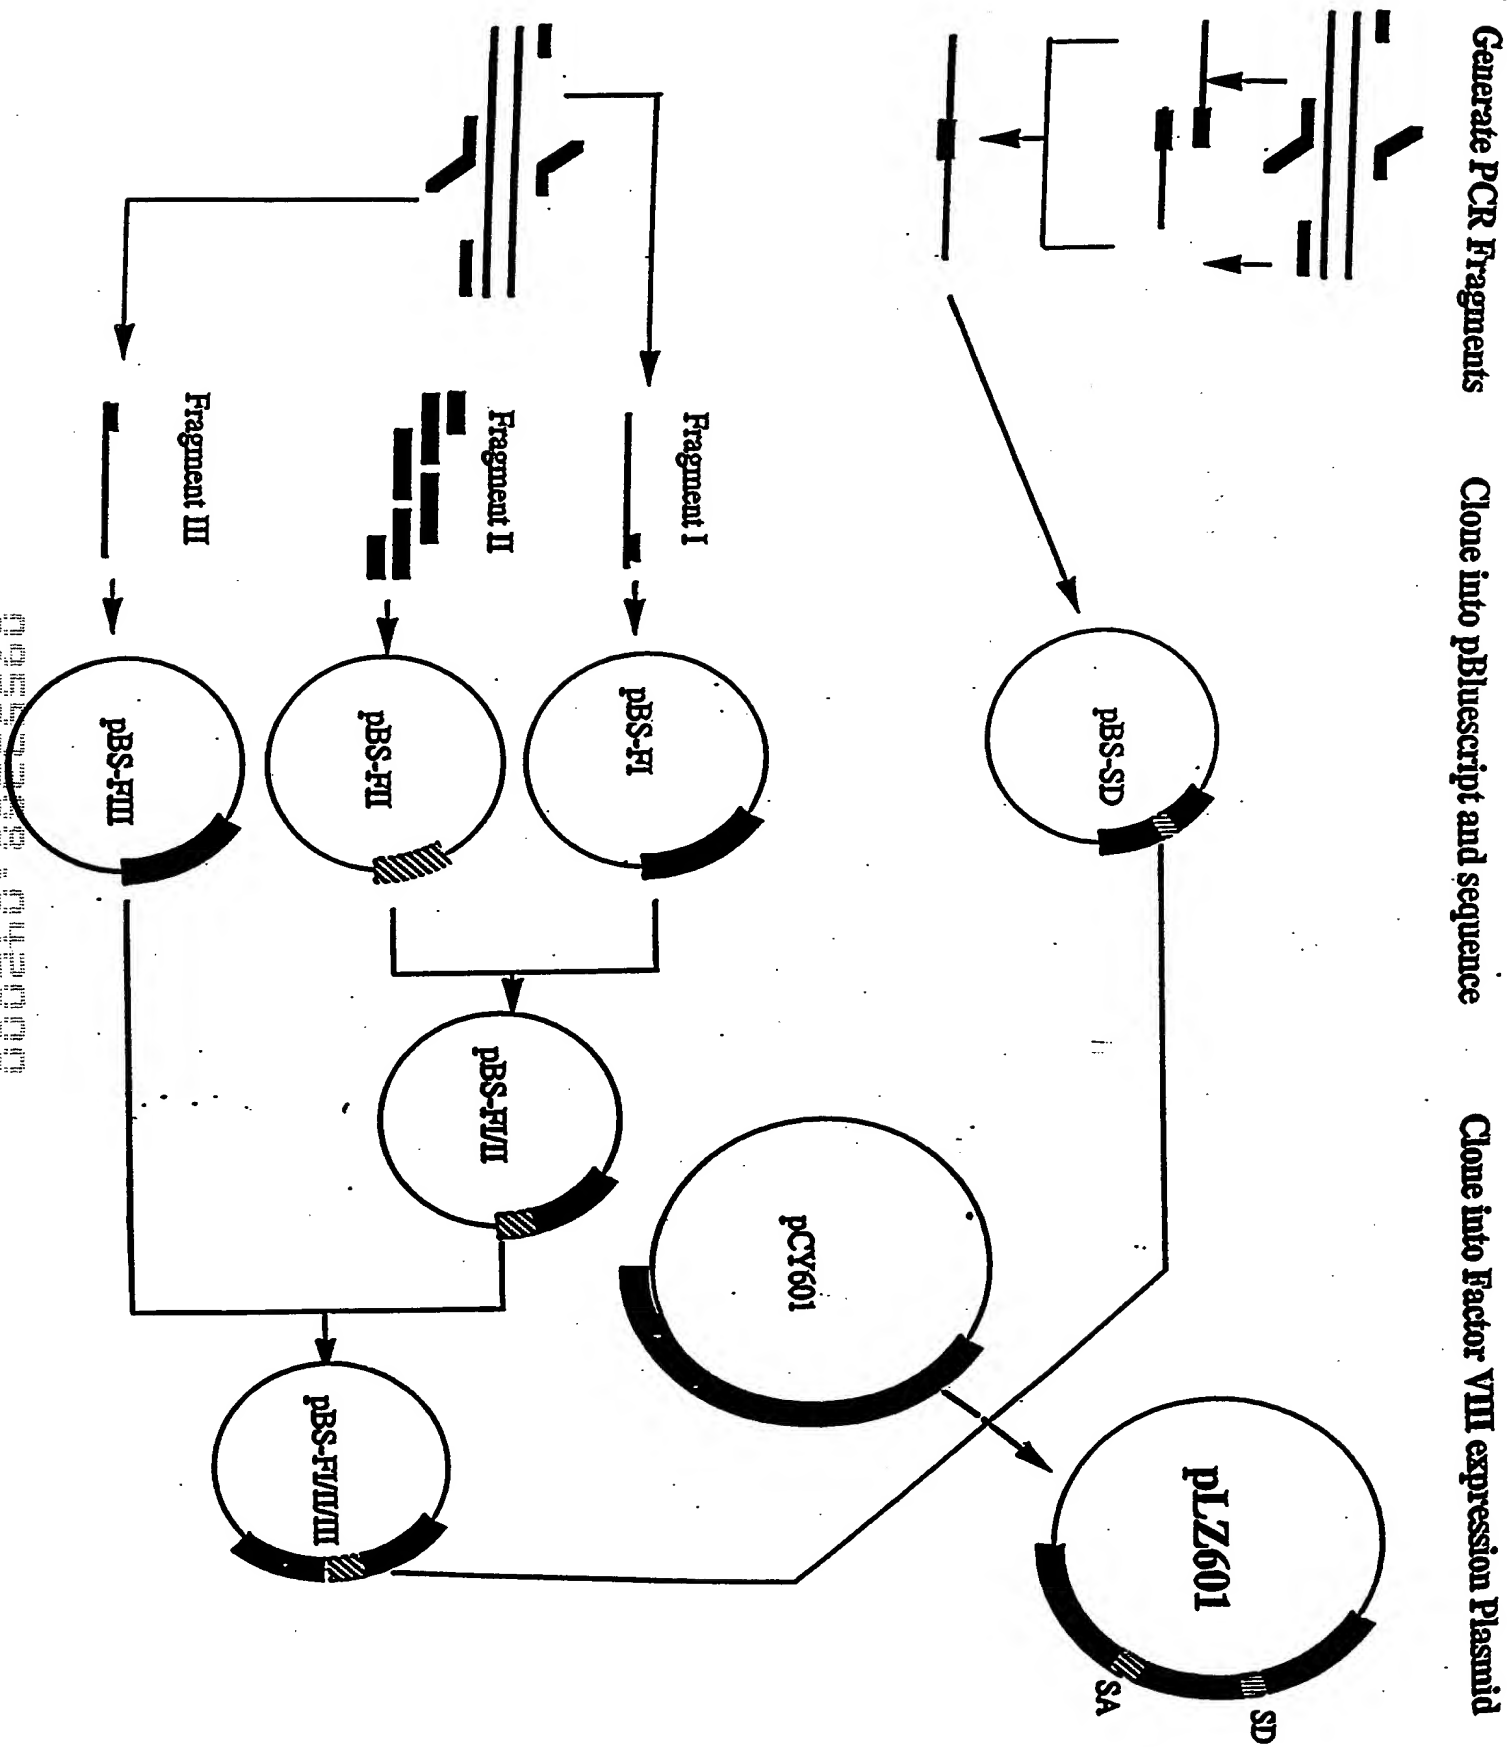 Generate PCR Fragments
Clone into pBluescript and sequence
Clone into Factor VIII expression Plasmid
pBS-SD
pLZ601
SD
SA
pCY601
Fragment I
pBS-FI
Fragment II
pBS-FII
pBS-FI/II
Fragment III
pBS-FIII
pBS-FI/II/III